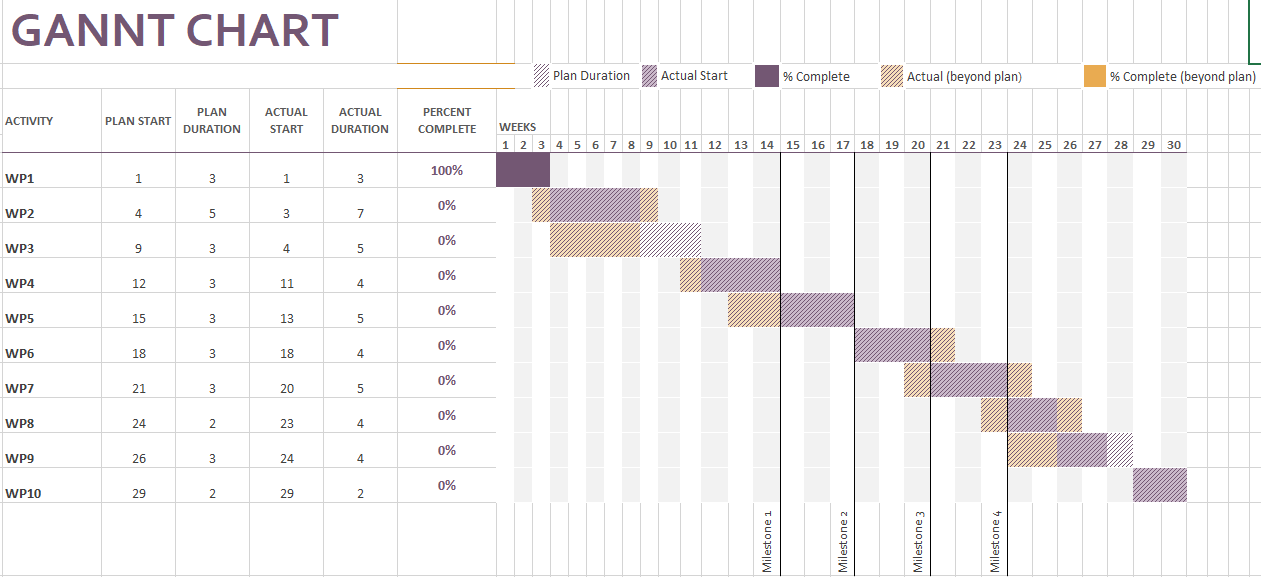 GANNT CHART
Plan Duration Actual Start % Complete Actual (beyond plan) % Complete (beyond plan)
ACTIVITY PLAN START PLAN DURATION ACTUAL START ACTUAL DURATION PERCENT COMPLETE WEEKS
1 2 3 4 5 6 7 8 9 10 11 12 13 14 15 16 17 18 19 20 21 22 23 24 25 26 27 28 29 30
WP1 1 3 1 3 100%
WP2 4 5 3 7 0%
WP3 9 3 4 5 0%
WP4 12 3 11 4 0%
WP5 15 3 13 5 0%
WP6 18 3 18 4 0%
WP7 21 3 20 5 0%
WP8 24 2 23 4 0%
WP9 26 3 24 4 0%
WP10 29 2 29 2 0%
Milestone 1
Milestone 2
Milestone 3
Milestone 4